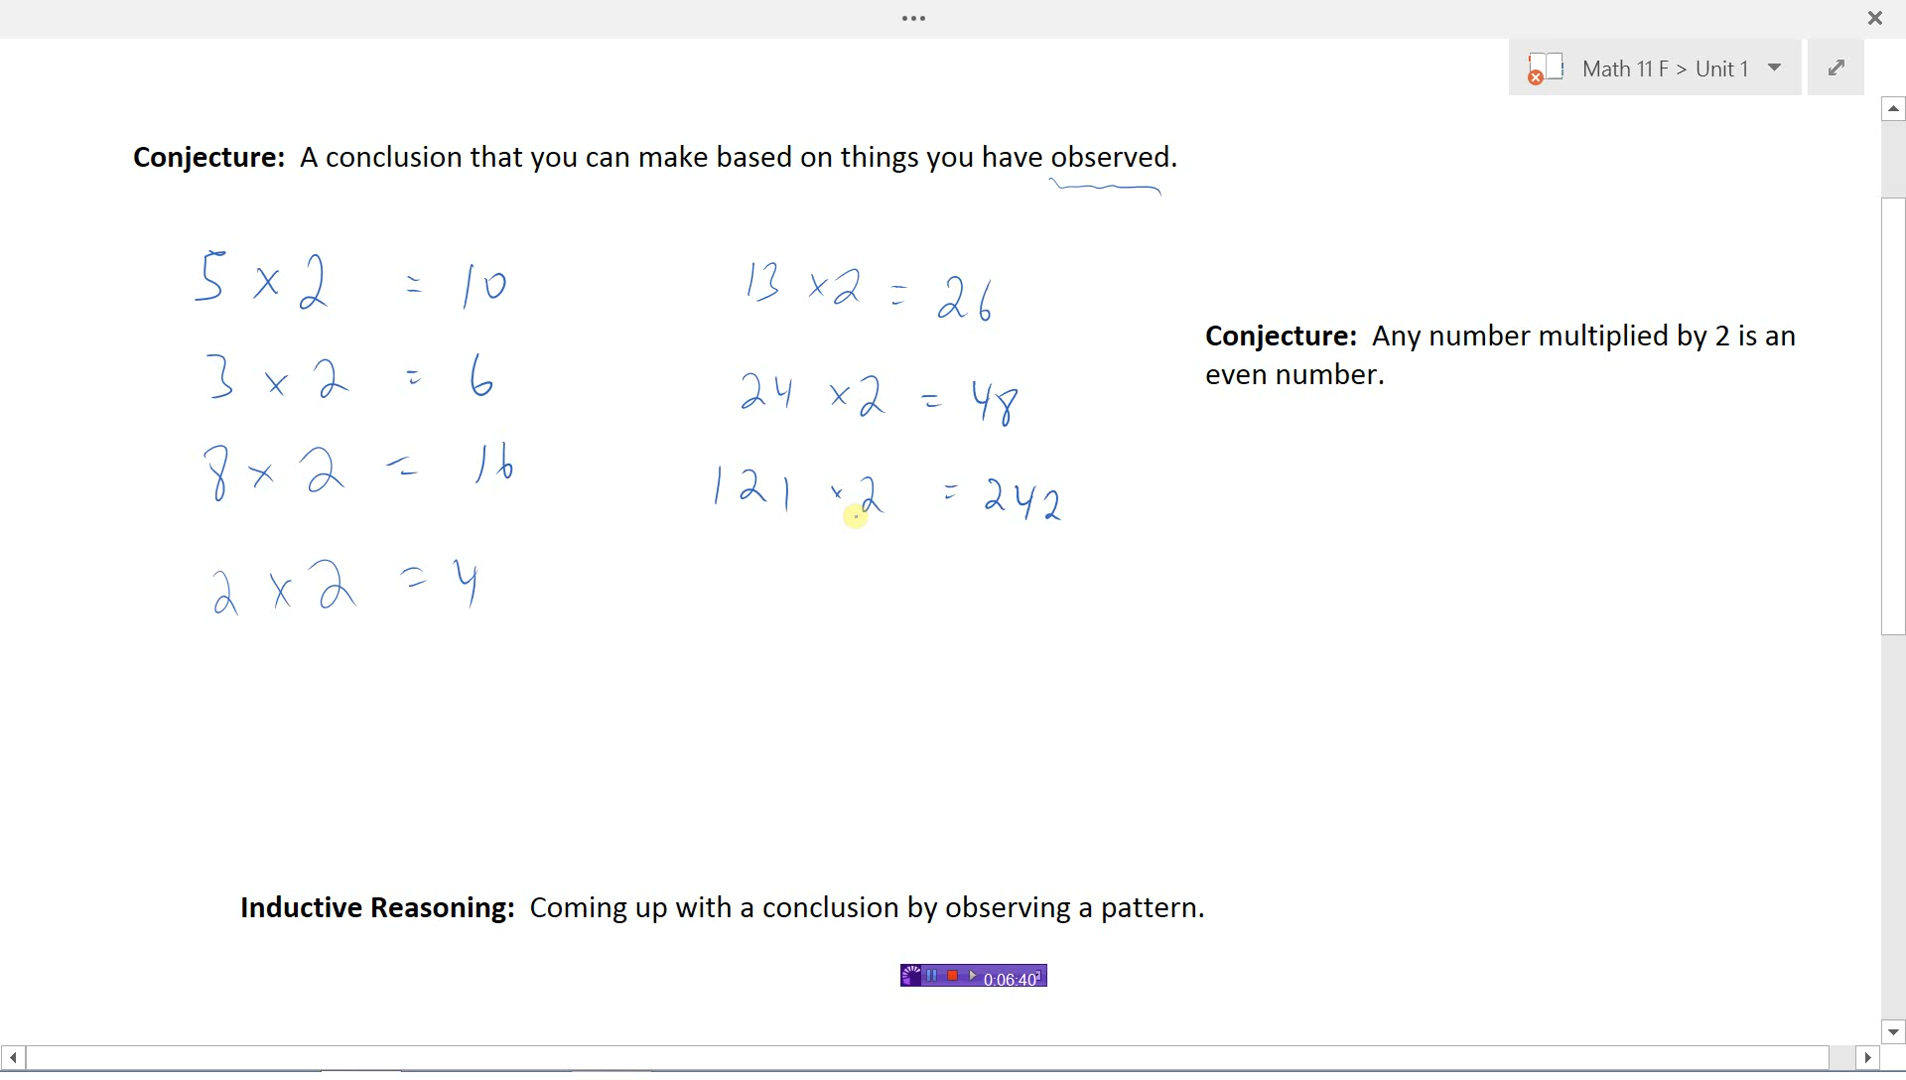 Math 11 F > Unit 1
Conjecture: A conclusion that you can make based on things you have observed.
5 × 2 = 10
3 × 2 = 6
8 × 2 = 16
2 × 2 = 4
13 × 2 = 26
24 × 2 = 48
121 × 2 = 242
Conjecture: Any number multiplied by 2 is an
even number.
Inductive Reasoning: Coming up with a conclusion by observing a pattern.
0:06:40